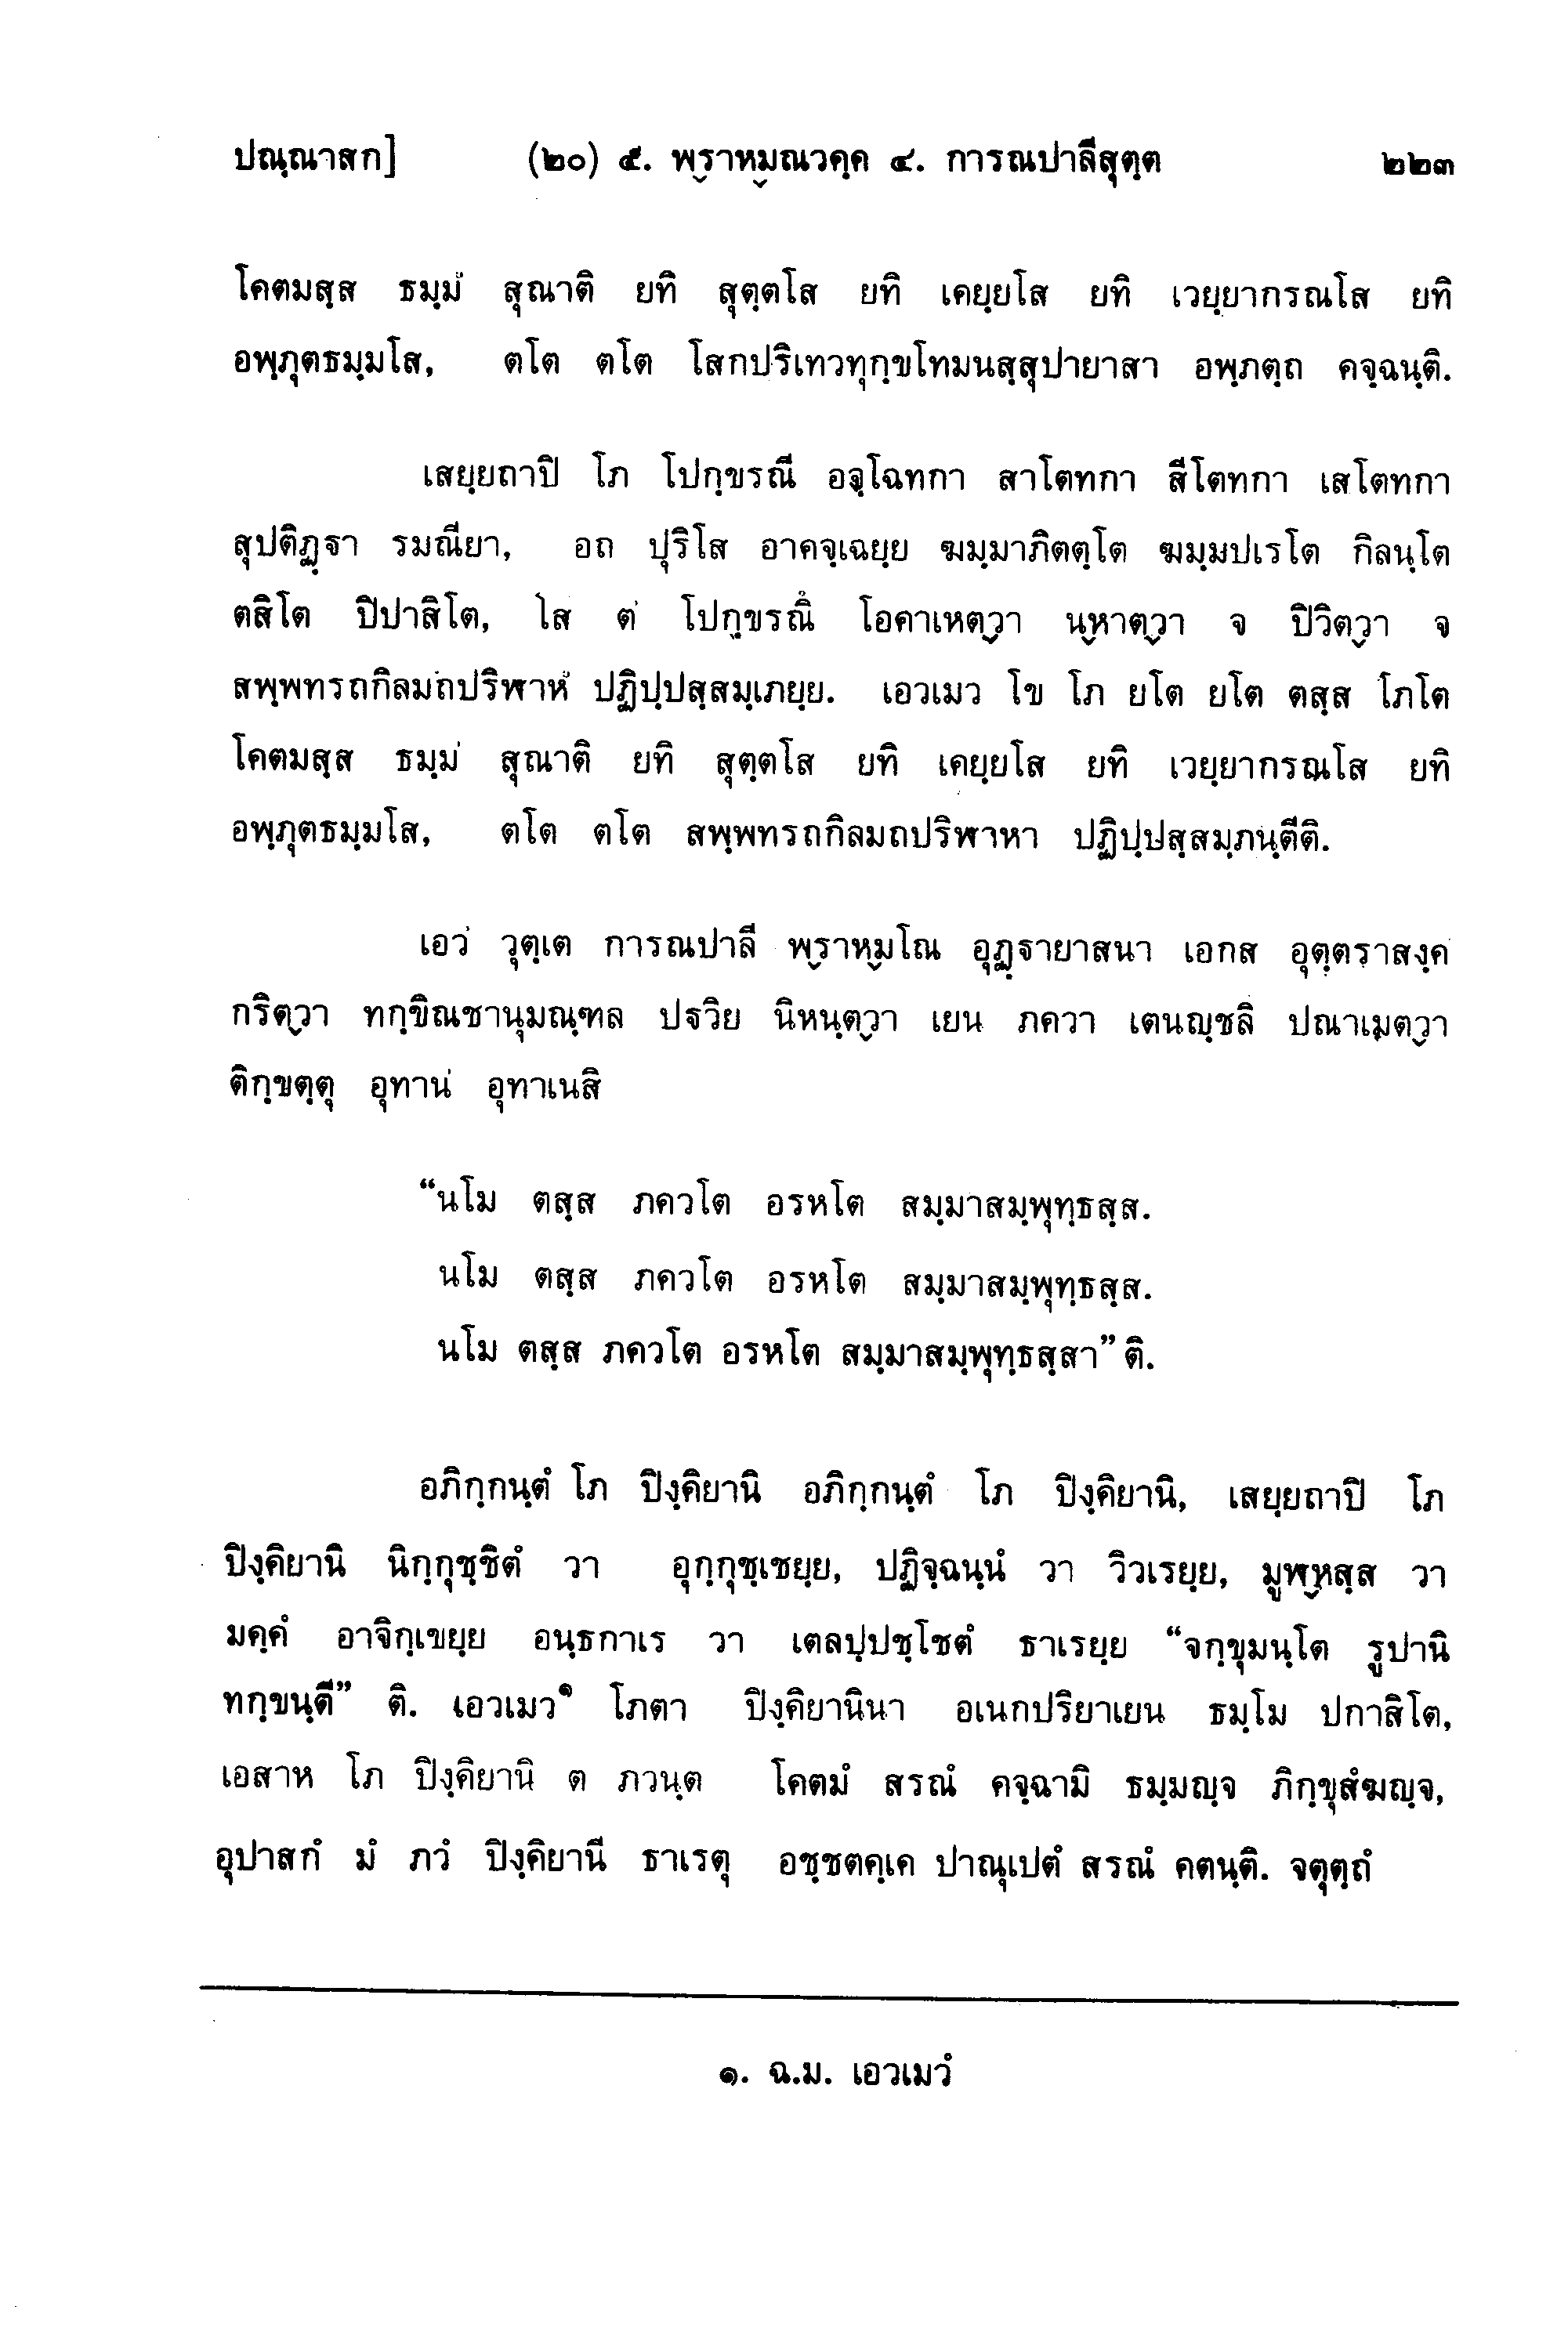 ปณฺณาสก] (๒๐) ๕. พฺราหฺมณวคฺค ๔. การณปาลีสุตฺต ๒๒๓
โคตมสฺส ธมฺมํ สุณาติ ยทิ สุตฺตโส ยทิ เคยฺยโส ยทิ เวยฺยากรณโส ยทิ
อพฺภุตธมฺมโส, ตโต ตโต โสกปริเทวทุกฺขโทมนสฺสุปายาสา อพฺภตฺถ คจฺฉนฺติ.
เสยฺยถาปิ โภ โปกฺขรณี อจฺโฉทกา สาโตทกา สีโตทกา เสโตทกา
สุปติฏฺฐา รมณียา, อถ ปุริโส อาคจฺเฉยฺย ฆมฺมาภิตตฺโต ฆมฺมปเรโต กิลนฺโต
ตสิโต ปิปาสิโต, โส ตํ โปกฺขรณึ โอคาเหตฺวา นฺหาตฺวา จ ปิวิตฺวา จ
สพฺพทรถกิลมถปริฬาหํ ปฏิปฺปสฺสมฺเภยฺย. เอวเมว โข โภ ยโต ยโต ตสฺส โภโต
โคตมสฺส ธมฺมํ สุณาติ ยทิ สุตฺตโส ยทิ เคยฺยโส ยทิ เวยฺยากรณโส ยทิ
อพฺภุตธมฺมโส, ตโต ตโต สพฺพทรถกิลมถปริฬาหา ปฏิปฺปสฺสมฺภนฺตีติ.
เอวํ วุตฺเต การณปาลี พฺราหฺมโณ อุฏฺฐายาสนา เอกส อุตฺตราสงฺค
กริตฺวา ทกฺขิณชานุมณฺฑล ปฐวิย นิหนฺตฺวา เยน ภควา เตนญฺชลิ ปณาเมตฺวา
ติกฺขตฺตุ อุทานํ อุทาเนสิ
“นโม ตสฺส ภควโต อรหโต สมฺมาสมฺพุทฺธสฺส.
นโม ตสฺส ภควโต อรหโต สมฺมาสมฺพุทฺธสฺส.
นโม ตสฺส ภควโต อรหโต สมฺมาสมฺพุทฺธสฺสา” ติ.
อภิกฺกนฺตํ โภ ปิงฺคิยานิ อภิกฺกนฺตํ โภ ปิงฺคิยานิ, เสยฺยถาปิ โภ
ปิงฺคิยานิ นิกฺกุชฺชิตํ วา อุกฺกุชฺเชยฺย, ปฏิจฺฉนฺนํ วา วิวเรยฺย, มูฬฺหสฺส วา
มคฺคํ อาจิกฺเขยฺย อนฺธกาเร วา เตลปฺปชฺโชตํ ธาเรยฺย “จกฺขุมนฺโต รูปานิ
ทกฺขนฺตี” ติ. เอวเมว๑ โภตา ปิงฺคิยานินา อเนกปริยาเยน ธมฺโม ปกาสิโต,
เอสาห โภ ปิงฺคิยานิ ต ภวนฺต โคตมํ สรณํ คจฺฉามิ ธมฺมญฺจ ภิกฺขุสํฆญฺจ,
อุปาสกํ มํ ภวํ ปิงฺคิยานี ธาเรตุ อชฺชตคฺเค ปาณุเปตํ สรณํ คตนฺติ. จตุตฺถํ
๑. ฉ.ม. เอวเมวํ